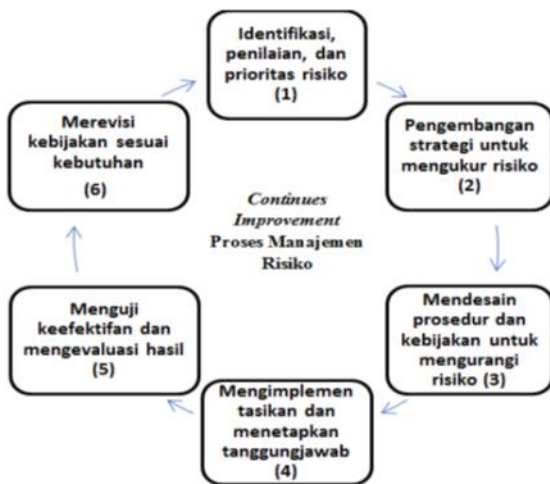 Identifikasi,
penilaian, dan
prioritas risiko
(1)
Pengembangan
strategi untuk
mengukur risiko
(2)
Mendesain
prosedur dan
kebijakan untuk
mengurangi
risiko (3)
Mengimplemen
tasikan dan
menetapkan
tanggungjawab
(4)
Menguji
keefektifan dan
mengevaluasi hasil
(5)
Merevisi
kebijakan sesuai
kebutuhan
(6)
Continues
Improvement
Proses Manajemen
Risiko